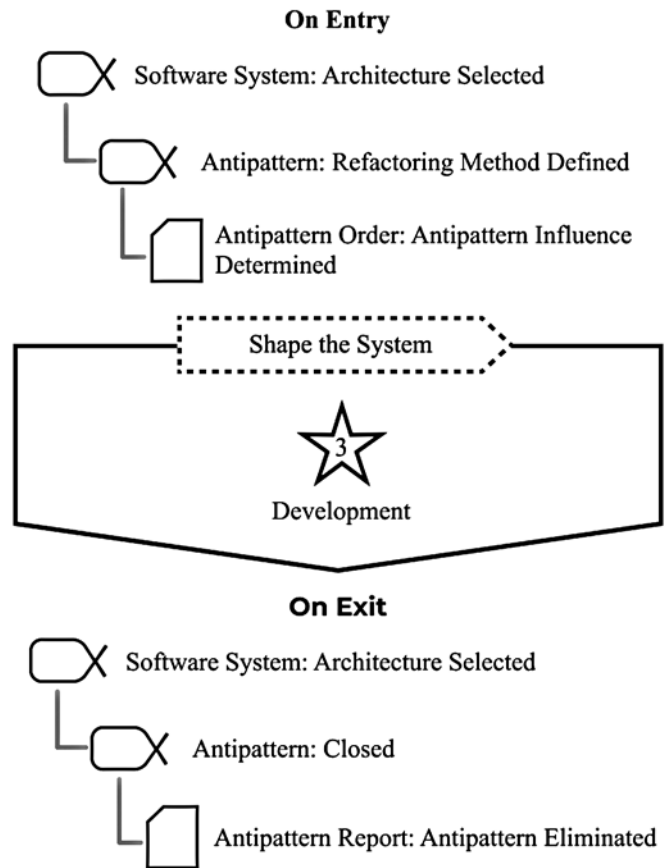 On Entry
Software System: Architecture Selected
Antipattern: Refactoring Method Defined
Antipattern Order: Antipattern Influence
Determined
Shape the System
3
Development
On Exit
Software System: Architecture Selected
Antipattern: Closed
Antipattern Report: Antipattern Eliminated